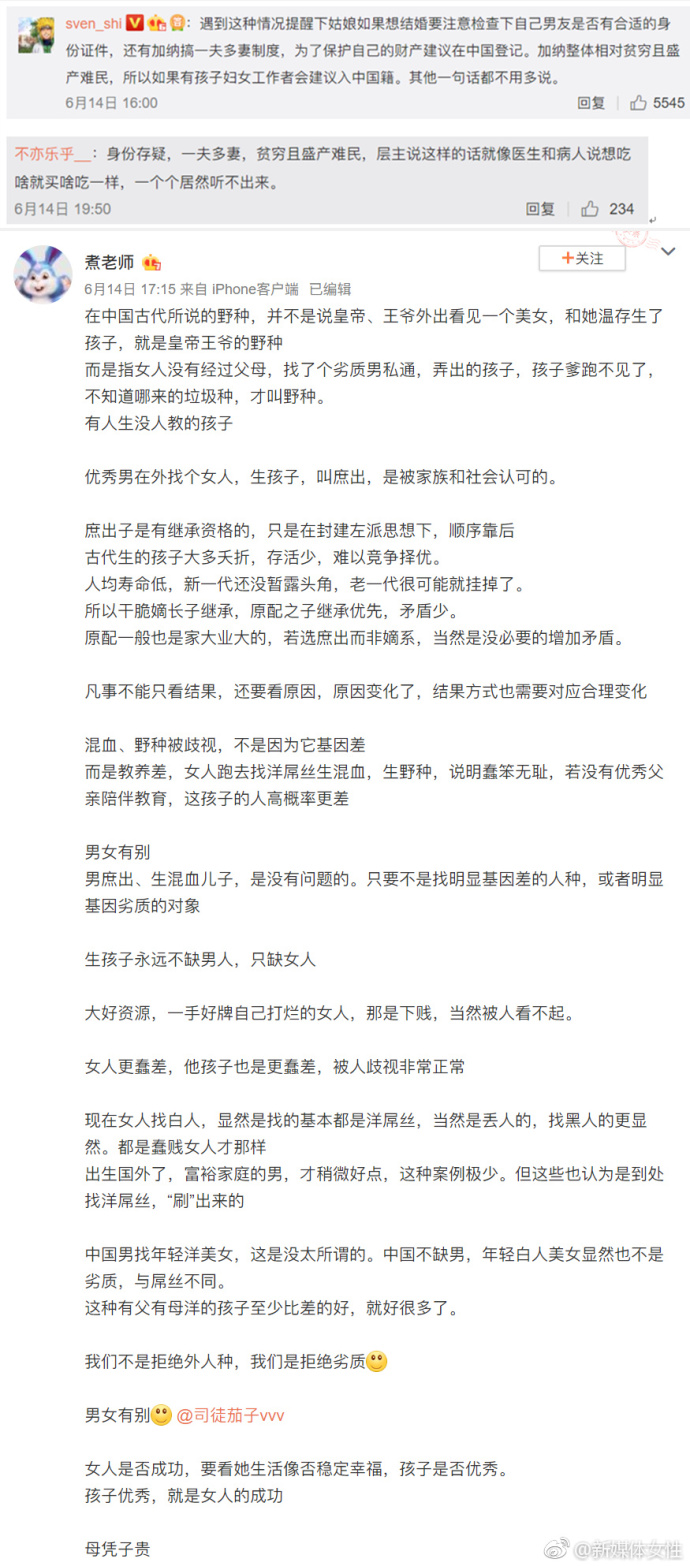 sven_shi：遇到这种情况提醒下姑娘如果想结婚要注意检查下自己男友是否有合适的身
份证件，还有加纳搞一夫多妻制度，为了保护自己的财产建议在中国登记。加纳整体相对贫穷且盛
产难民，所以如果有孩子妇女工作者会建议入中国籍。其他一句话都不用多说。
6月14日 16:00
回复 5545
不亦乐乎__：身份存疑，一夫多妻，贫穷且盛产难民，层主说这样的话就像医生和病人说想吃
啥就买啥吃一样，一个个居然听不出来。
6月14日 19:50
回复 234
煮老师
+关注
6月14日 17:15 来自 iPhone客户端 已编辑
在中国古代所说的野种，并不是说皇帝、王爷外出看见一个美女，和她温存生了
孩子，就是皇帝王爷的野种
而是指女人没有经过父母，找了个劣质男私通，弄出的孩子，孩子爹跑不见了，
不知道哪来的垃圾种，才叫野种。
有人生没人教的孩子
优秀男在外找个女人，生孩子，叫庶出，是被家族和社会认可的。
庶出子是有继承资格的，只是在封建左派思想下，顺序靠后
古代生的孩子大多夭折，存活少，难以竞争择优。
人均寿命低，新一代还没暂露头角，老一代很可能就挂掉了。
所以干脆嫡长子继承，原配之子继承优先，矛盾少。
原配一般也是家大业大的，若选庶出而非嫡系，当然是没必要的增加矛盾。
凡事不能只看结果，还要看原因，原因变化了，结果方式也需要对应合理变化
混血、野种被歧视，不是因为它基因差
而是教养差，女人跑去找洋屌丝生混血，生野种，说明蠢笨无耻，若没有优秀父
亲陪伴教育，这孩子的人高概率更差
男女有别
男庶出、生混血儿子，是没有问题的。只要不是找明显基因差的人种，或者明显
基因劣质的对象
生孩子永远不缺男人，只缺女人
大好资源，一手好牌自己打烂的女人，那是下贱，当然被人看不起。
女人更蠢差，他孩子也是更蠢差，被人歧视非常正常
现在女人找白人，显然是找的基本都是洋屌丝，当然是丢人的，找黑人的更显
然。都是蠢贱女人才那样
出生国外了，富裕家庭的男，才稍微好点，这种案例极少。但这些也认为是到处
找洋屌丝，“刷”出来的
中国男找年轻洋美女，这是没太所谓的。中国不缺男，年轻白人美女显然也不是
劣质，与屌丝不同。
这种有父有母洋的孩子至少比差的好，就好很多了。
我们不是拒绝外人种，我们是拒绝劣质
男女有别 @司徒茄子vvv
女人是否成功，要看她生活像否稳定幸福，孩子是否优秀。
孩子优秀，就是女人的成功
母凭子贵
@新媒体女性